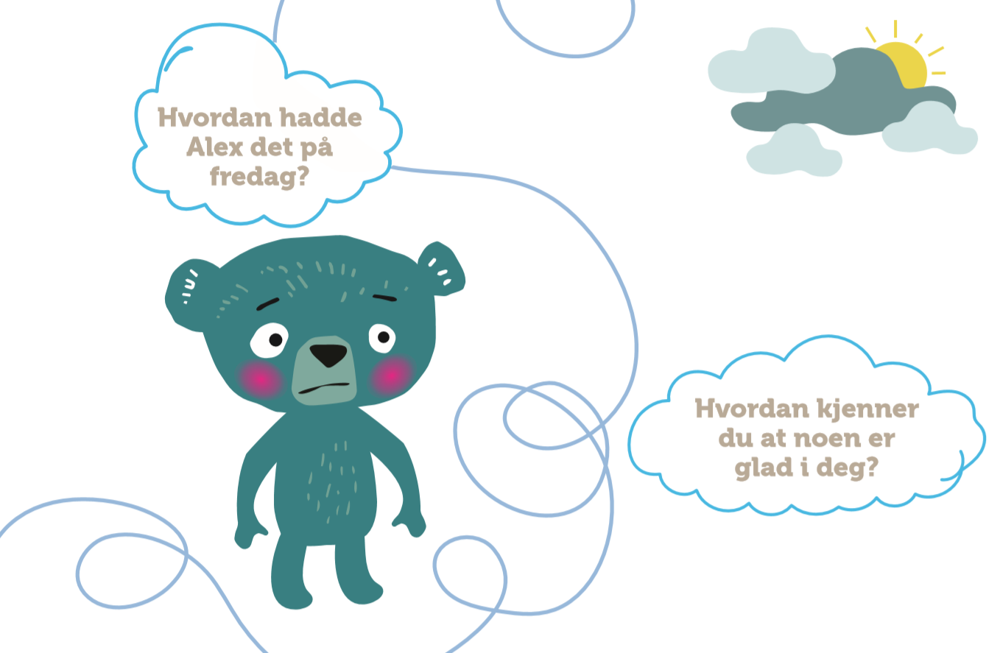 Hvordan hadde
Alex det på
fredag?
Hvordan kjenner
du at noen er
glad i deg?